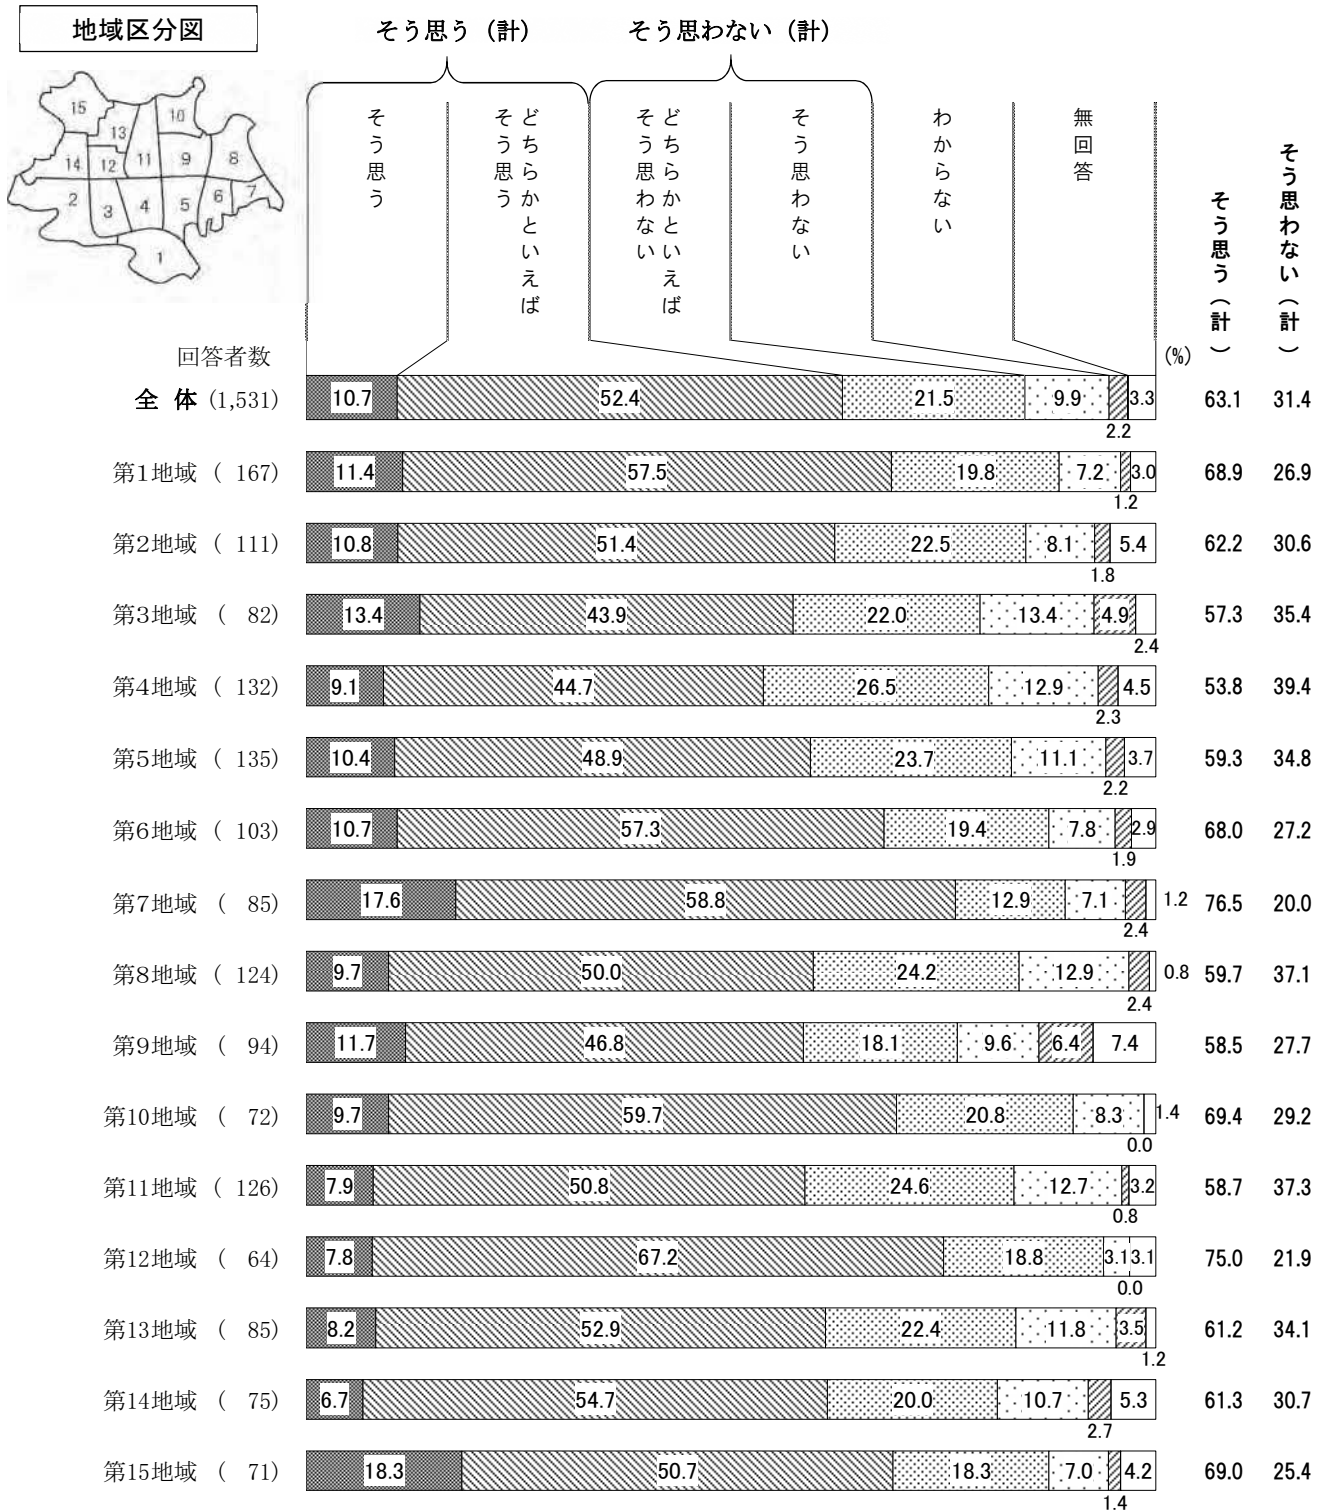 地域区分図
そう思う（計）
そう思わない（計）
15
10
13
14
12
11
9
8
2
3
4
5
6
7
1
そう思う
どちらかといえば
そう思う
どちらかといえば
そう思わない
そう思わない
わからない
無回答
そう思う（計）
そう思わない（計）
回答者数
(%)
全 体 (1,531) 10.7 52.4 21.5 9.9 3.3 63.1 31.4
2.2
第1地域 ( 167) 11.4 57.5 19.8 7.2 3.0 68.9 26.9
1.2
第2地域 ( 111) 10.8 51.4 22.5 8.1 5.4 62.2 30.6
1.8
第3地域 ( 82) 13.4 43.9 22.0 13.4 4.9 57.3 35.4
2.4
第4地域 ( 132) 9.1 44.7 26.5 12.9 4.5 53.8 39.4
2.3
第5地域 ( 135) 10.4 48.9 23.7 11.1 3.7 59.3 34.8
2.2
第6地域 ( 103) 10.7 57.3 19.4 7.8 2.9 68.0 27.2
1.9
第7地域 ( 85) 17.6 58.8 12.9 7.1 1.2 76.5 20.0
2.4
第8地域 ( 124) 9.7 50.0 24.2 12.9 0.8 59.7 37.1
2.4
第9地域 ( 94) 11.7 46.8 18.1 9.6 6.4 7.4 58.5 27.7
第10地域 ( 72) 9.7 59.7 20.8 8.3 1.4 69.4 29.2
0.0
第11地域 ( 126) 7.9 50.8 24.6 12.7 3.2 58.7 37.3
0.8
第12地域 ( 64) 7.8 67.2 18.8 3.1 3.1 75.0 21.9
0.0
第13地域 ( 85) 8.2 52.9 22.4 11.8 3.5 61.2 34.1
1.2
第14地域 ( 75) 6.7 54.7 20.0 10.7 5.3 61.3 30.7
2.7
第15地域 ( 71) 18.3 50.7 18.3 7.0 4.2 69.0 25.4
1.4